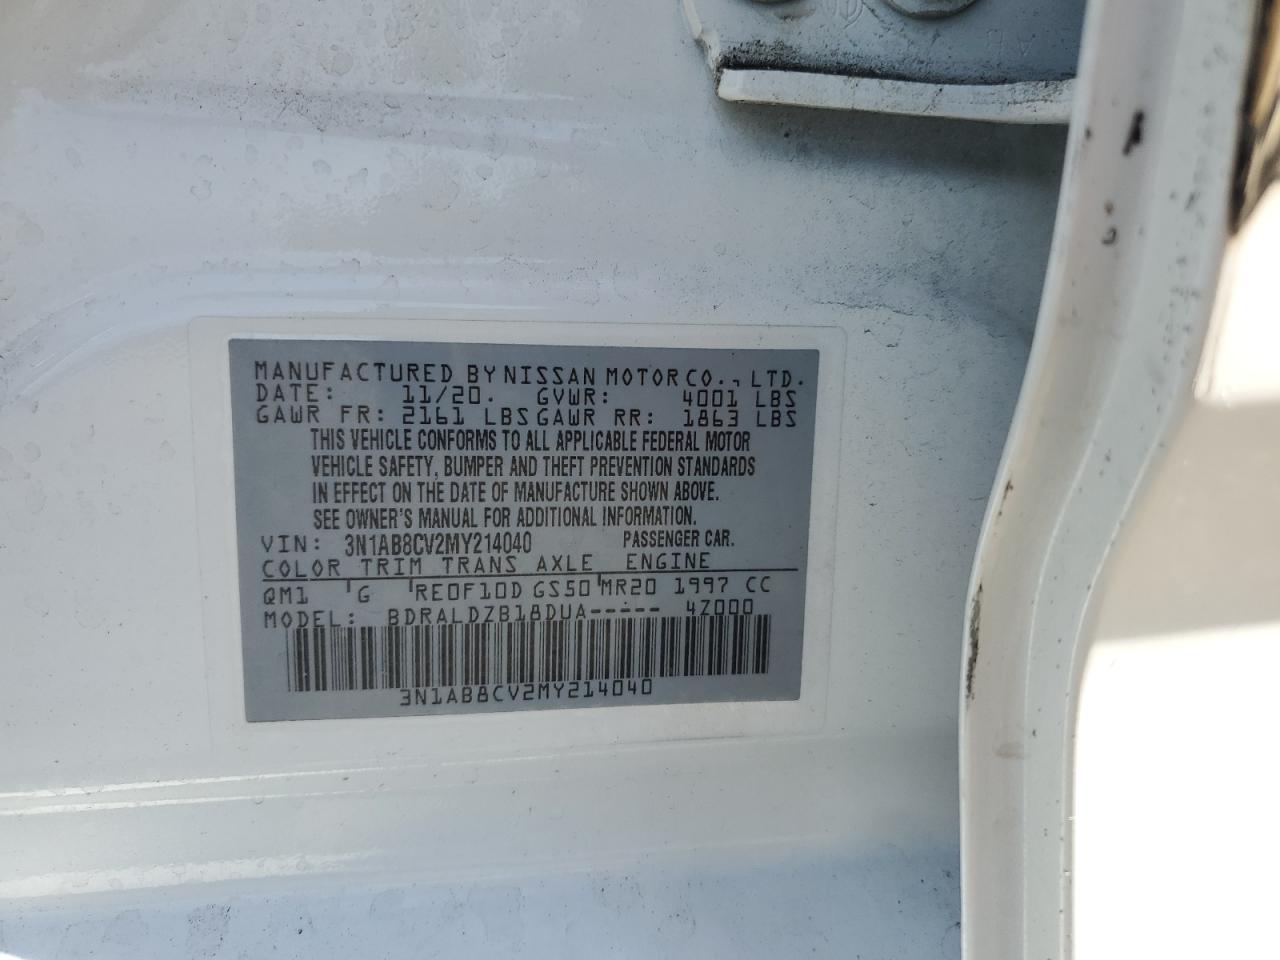 MANUFACTURED BY NISSAN MOTOR CO., LTD.
DATE: 11/20. GVWR: 4001 LBS
GAWR FR: 2161 LBS GAWR RR: 1863 LBS
THIS VEHICLE CONFORMS TO ALL APPLICABLE FEDERAL MOTOR
VEHICLE SAFETY, BUMPER AND THEFT PREVENTION STANDARDS
IN EFFECT ON THE DATE OF MANUFACTURE SHOWN ABOVE.
SEE OWNER'S MANUAL FOR ADDITIONAL INFORMATION.
VIN: 3N1AB8CV2MY214040 PASSENGER CAR.
COLOR TRIM TRANS AXLE ENGINE
QM1 G RE0F10D GS50 MR20 1997 CC
MODEL: BDRALDZB18DUA----- 4Z000
3N1AB8CV2MY214040